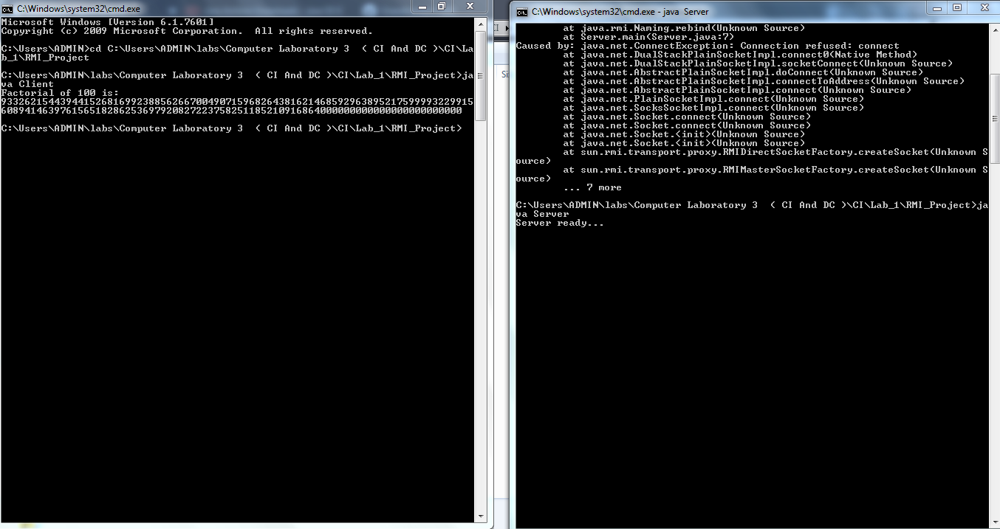 C:\Windows\system32\cmd.exe
Microsoft Windows [Version 6.1.7601]
Copyright (c) 2009 Microsoft Corporation.  All rights reserved.
C:\Users\ADMIN>cd C:\Users\ADMIN\labs\Computer Laboratory 3  ( CI And DC )\CI\La
b_1\RMI_Project
C:\Users\ADMIN\labs\Computer Laboratory 3  ( CI And DC )\CI\Lab_1\RMI_Project>ja
va Client
Factorial of 100 is:
93326215443944152681699238856266700490715968264381621468592963895217599993229915
608941463976156518286253697920827223758251185210916864000000000000000000000000
C:\Users\ADMIN\labs\Computer Laboratory 3  ( CI And DC )\CI\Lab_1\RMI_Project>
C:\Windows\system32\cmd.exe - java  Server
at java.rmi.Naming.rebind(Unknown Source)
at Server.main(Server.java:7)
Caused by: java.net.ConnectException: Connection refused: connect
at java.net.DualStackPlainSocketImpl.connect0(Native Method)
at java.net.DualStackPlainSocketImpl.socketConnect(Unknown Source)
at java.net.AbstractPlainSocketImpl.doConnect(Unknown Source)
at java.net.AbstractPlainSocketImpl.connectToAddress(Unknown Source)
at java.net.AbstractPlainSocketImpl.connect(Unknown Source)
at java.net.PlainSocketImpl.connect(Unknown Source)
at java.net.SocksSocketImpl.connect(Unknown Source)
at java.net.Socket.connect(Unknown Source)
at java.net.Socket.connect(Unknown Source)
at java.net.Socket.<init>(Unknown Source)
at java.net.Socket.<init>(Unknown Source)
at sun.rmi.transport.proxy.RMIDirectSocketFactory.createSocket(Unknown S
ource)
at sun.rmi.transport.proxy.RMIMasterSocketFactory.createSocket(Unknown S
ource)
... 7 more
C:\Users\ADMIN\labs\Computer Laboratory 3  ( CI And DC )\CI\Lab_1\RMI_Project>ja
va Server
Server ready...